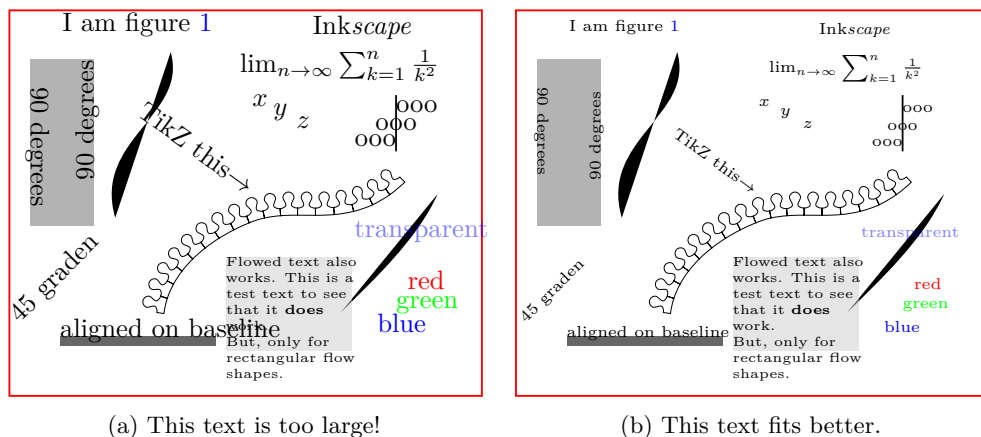 I am figure 1
Inkscape
lim n→∞ ∑ n k=1 1/k²
90 degrees
90 degrees
TikZ this→
x y z
ooo
ooo
ooo
transparent
45 graden
Flowed text also
works. This is a
test text to see
that it does
work.
But, only for
rectangular flow
shapes.
red
green
blue
aligned on baseline
(a) This text is too large!
I am figure 1
Inkscape
lim n→∞ ∑ n k=1 1/k²
90 degrees
90 degrees
TikZ this→
x y z
ooo
ooo
ooo
transparent
45 graden
Flowed text also
works. This is a
test text to see
that it does
work.
But, only for
rectangular flow
shapes.
red
green
blue
aligned on baseline
(b) This text fits better.